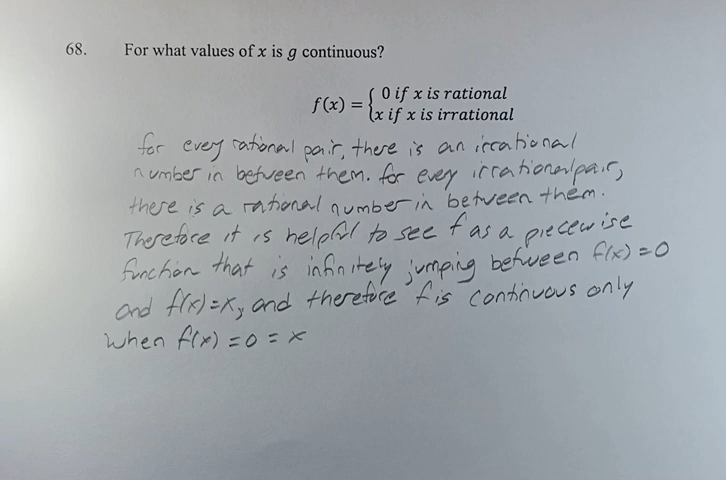 68. For what values of x is g continuous?
f(x) = { 0 if x is rational
x if x is irrational
for every rational pair, there is an irrational
number in between them. for every irrational pair,
there is a rational number in between them.
Therefore it is helpful to see f as a piecewise
function that is infinitely jumping between f(x) = 0
and f(x) = x, and therefore f is continuous only
when f(x) = 0 = x